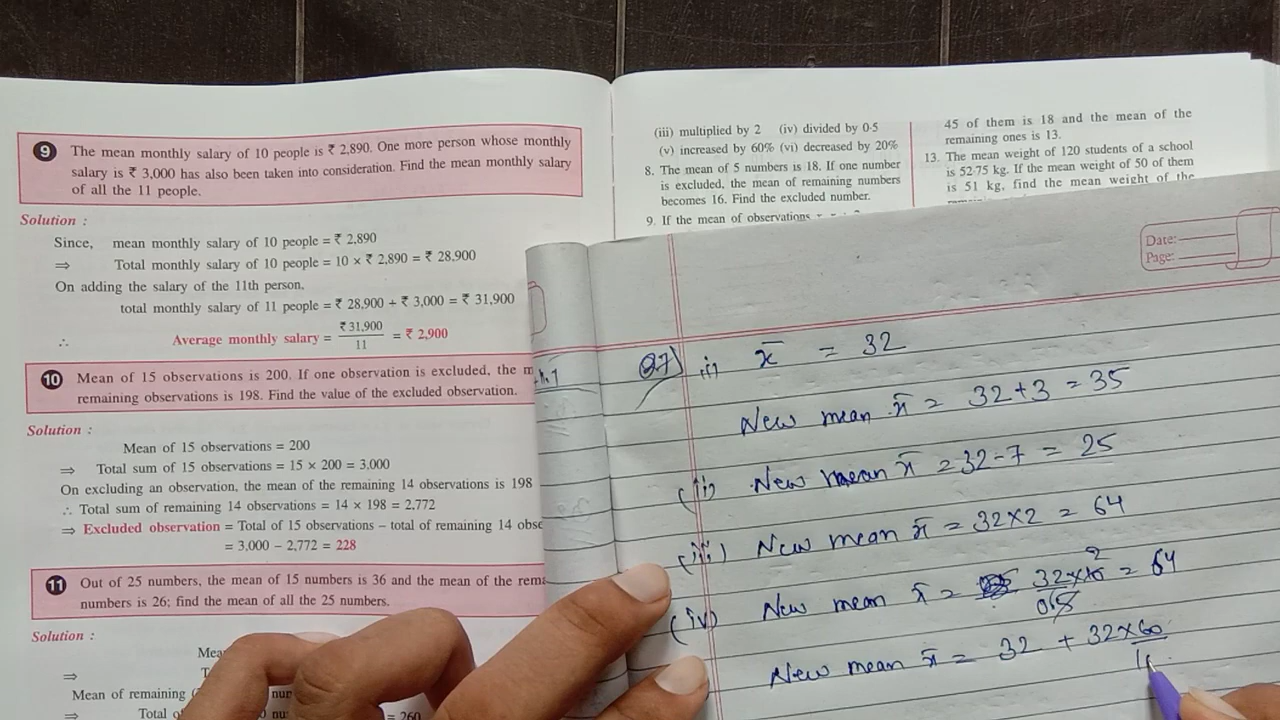 9 The mean monthly salary of 10 people is ₹ 2,890. One more person whose monthly
salary is ₹ 3,000 has also been taken into consideration. Find the mean monthly salary
of all the 11 people.
Solution :
Since, mean monthly salary of 10 people = ₹ 2,890
⇒ Total monthly salary of 10 people = 10 × ₹ 2,890 = ₹ 28,900
On adding the salary of the 11th person,
total monthly salary of 11 people = ₹ 28,900 + ₹ 3,000 = ₹ 31,900
∴ Average monthly salary = ₹ 31,900 / 11 = ₹ 2,900
10 Mean of 15 observations is 200. If one observation is excluded, the m
remaining observations is 198. Find the value of the excluded observation.
Solution :
Mean of 15 observations = 200
⇒ Total sum of 15 observations = 15 × 200 = 3,000
On excluding an observation, the mean of the remaining 14 observations is 198
∴ Total sum of remaining 14 observations = 14 × 198 = 2,772
⇒ Excluded observation = Total of 15 observations – total of remaining 14 obse
= 3,000 – 2,772 = 228
11 Out of 25 numbers, the mean of 15 numbers is 36 and the mean of the rema
numbers is 26; find the mean of all the 25 numbers.
Solution :
Mea
⇒ T
Mean of remaining nu
⇒ Total o nu = 260
(iii) multiplied by 2 (iv) divided by 0·5
(v) increased by 60% (vi) decreased by 20%
8. The mean of 5 numbers is 18. If one number
is excluded, the mean of remaining numbers
becomes 16. Find the excluded number.
9. If the mean of observations
45 of them is 18 and the mean of the
remaining ones is 13.
13. The mean weight of 120 students of a school
is 52·75 kg. If the mean weight of 50 of them
is 51 kg, find the mean weight of the
Date:
Page:
Q7) (i) x̄ = 32
New mean x̄ = 32+3 = 35
(ii) New mean x̄ = 32-7 = 25
(iii) New mean x̄ = 32×2 = 64
(iv) New mean x̄ = 32×10 2 / 05 = 64
New mean x̄ = 32 + 32×60 / 10